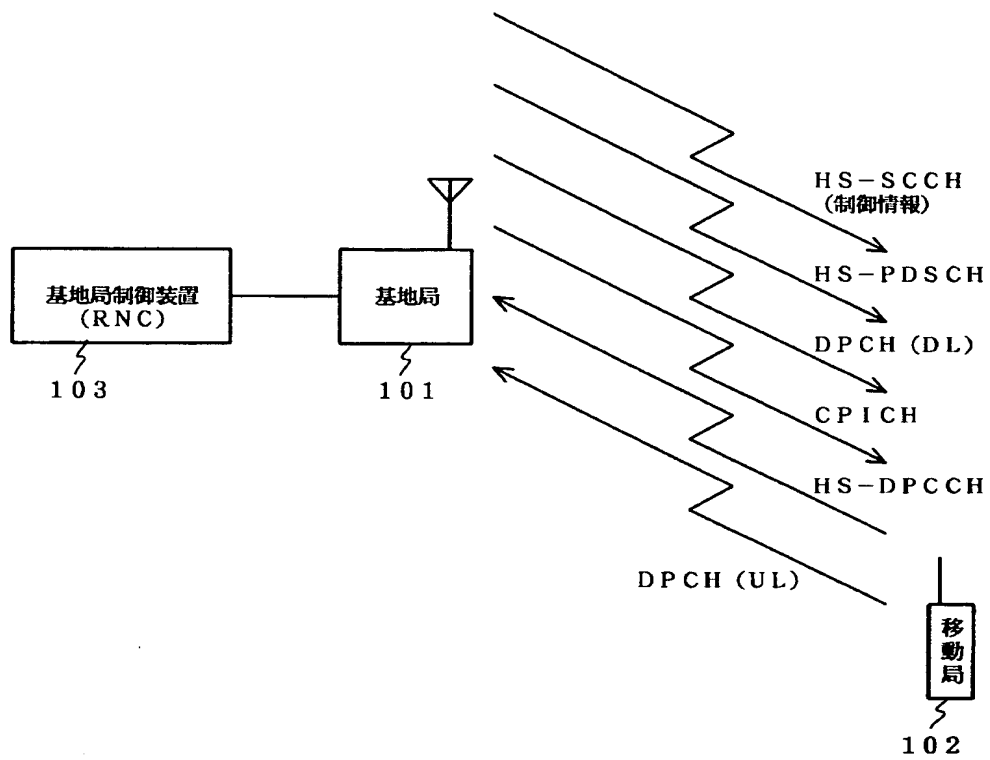 HS-SCCH
(制御情報)
HS-PDSCH
DPCH (DL)
CPICH
HS-DPCCH
DPCH (UL)
基地局制御装置
(RNC)
103
基地局
101
移動局
102